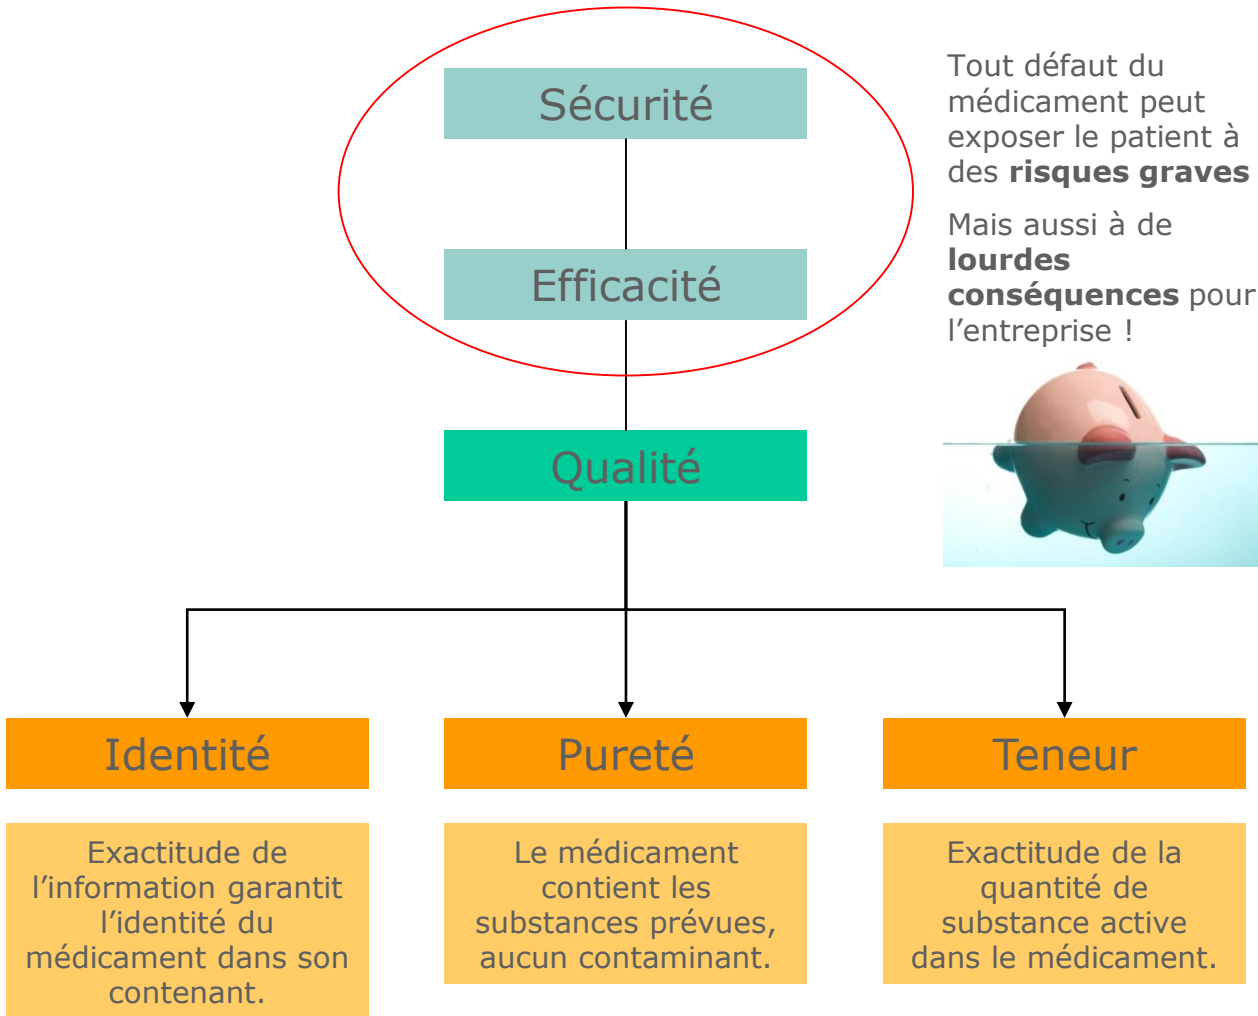 Sécurité
Efficacité
Qualité
Tout défaut du
médicament peut
exposer le patient à
des risques graves
Mais aussi à de
lourdes
conséquences pour
l’entreprise !
Identité
Exactitude de
l’information garantit
l’identité du
médicament dans son
contenant.
Pureté
Le médicament
contient les
substances prévues,
aucun contaminant.
Teneur
Exactitude de la
quantité de
substance active
dans le médicament.